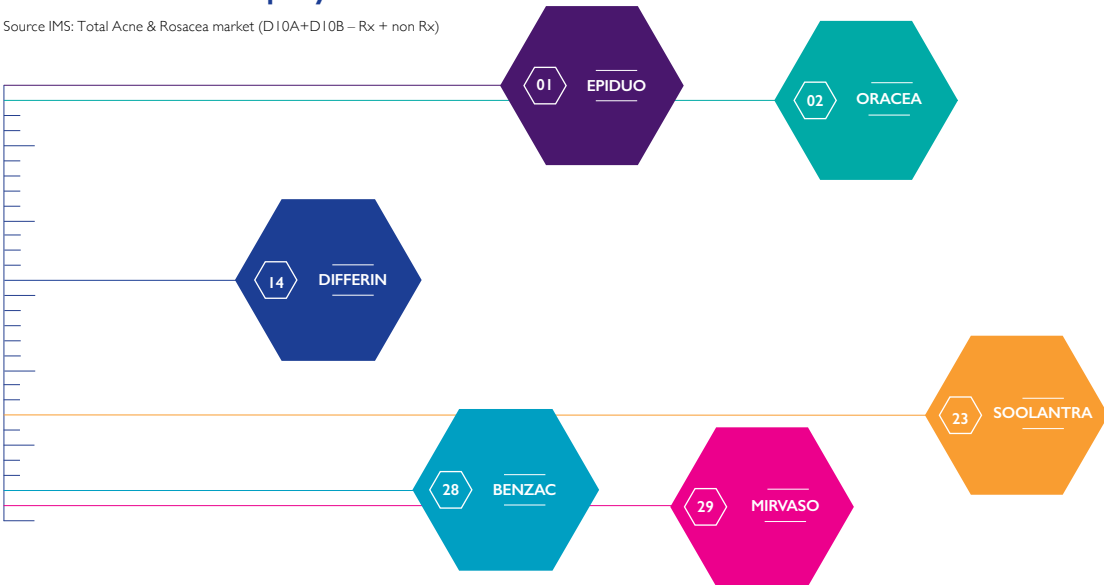 Source IMS: Total Acne & Rosacea market (D10A+D10B – Rx + non Rx)
01 EPIDUO
02 ORACEA
14 DIFFERIN
23 SOOLANTRA
28 BENZAC
29 MIRVASO